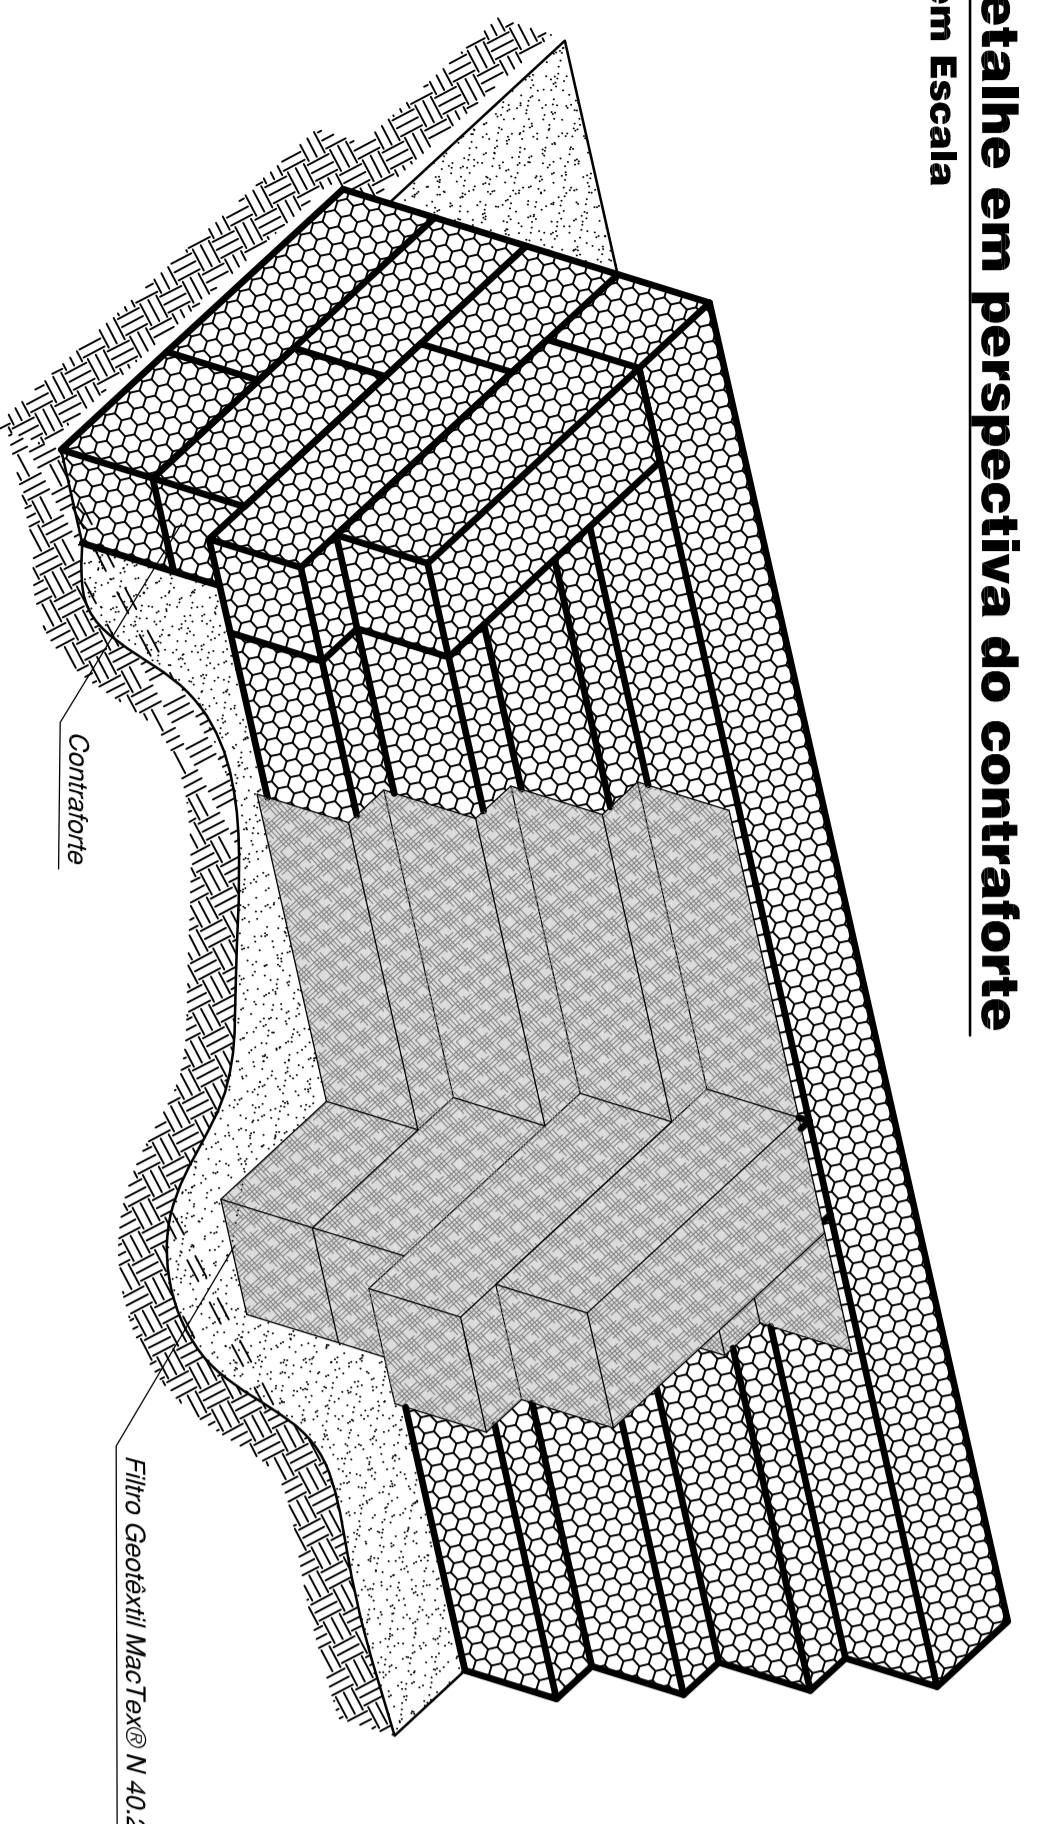 etalhe em perspectiva do contraforte
em Escala
Contraforte
Filtro Geotêxtil MacTex® N 40.2